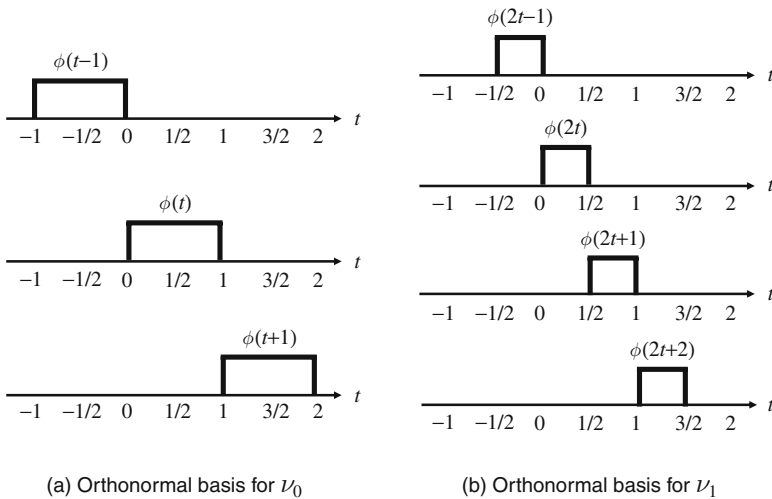 ϕ(t−1)
−1 −1/2 0 1/2 1 3/2 2 t
ϕ(t)
−1 −1/2 0 1/2 1 3/2 2 t
ϕ(t+1)
−1 −1/2 0 1/2 1 3/2 2 t
(a) Orthonormal basis for 𝜈0
ϕ(2t−1)
−1 −1/2 0 1/2 1 3/2 2 t
ϕ(2t)
−1 −1/2 0 1/2 1 3/2 2 t
ϕ(2t+1)
−1 −1/2 0 1/2 1 3/2 2 t
ϕ(2t+2)
−1 −1/2 0 1/2 1 3/2 2 t
(b) Orthonormal basis for 𝜈1